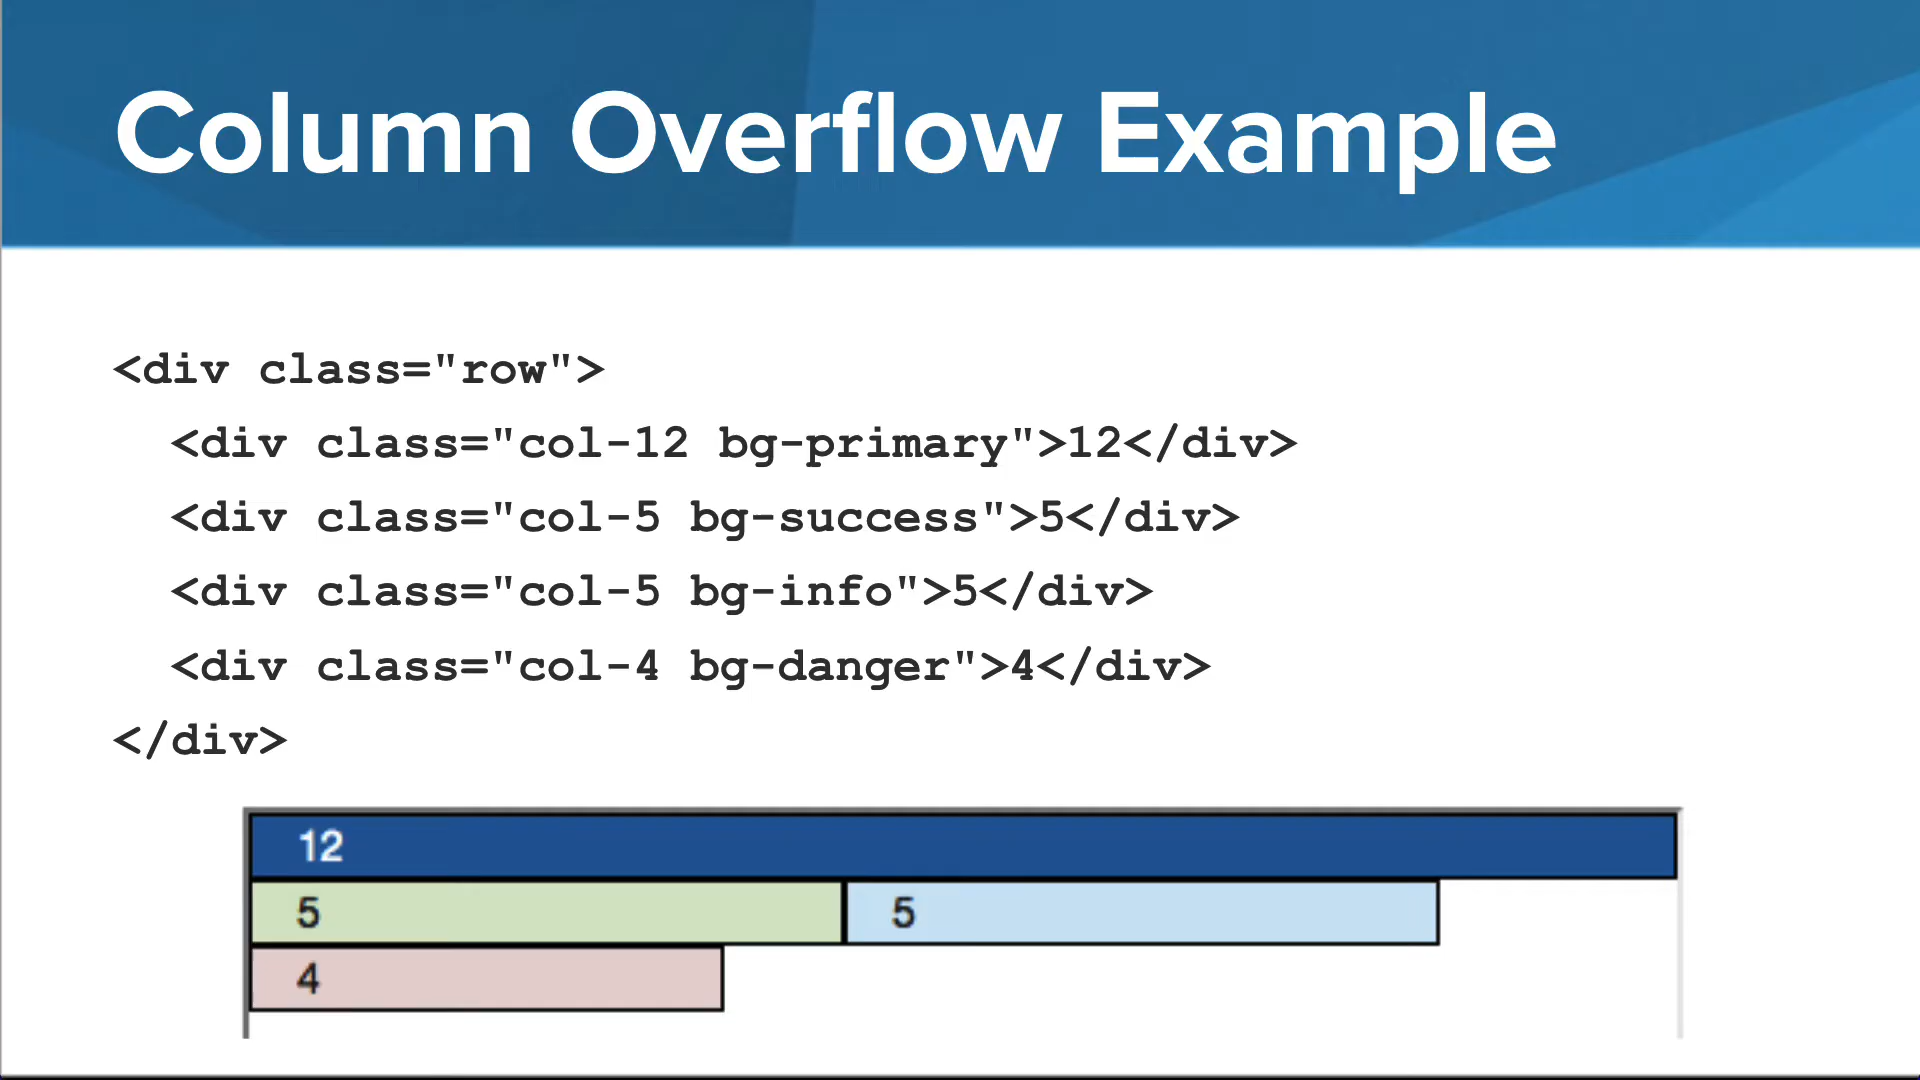 Column Overflow Example
<div class="row">
  <div class="col-12 bg-primary">12</div>
  <div class="col-5 bg-success">5</div>
  <div class="col-5 bg-info">5</div>
  <div class="col-4 bg-danger">4</div>
</div>
12
5 5
4